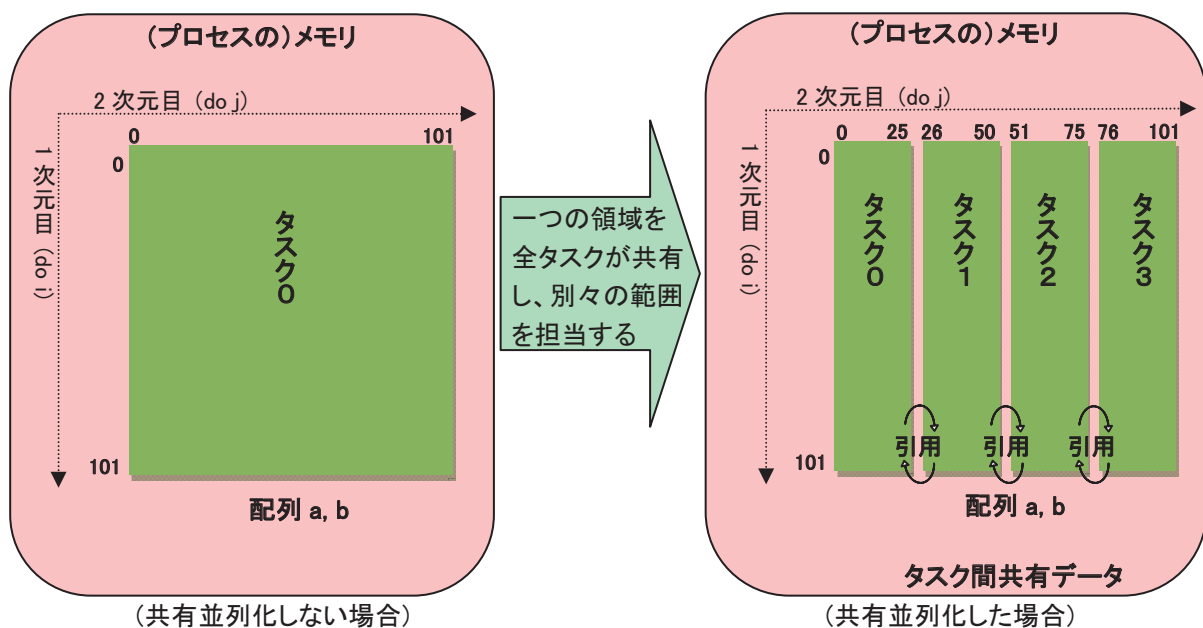 (プロセスの)メモリ
2 次元目 (do j)
0 101
0
1次元目 (do i)
タスク0
101
配列 a, b
(共有並列化しない場合)
一つの領域を
全タスクが共有
し、別々の範囲
を担当する
(プロセスの)メモリ
2 次元目 (do j)
0 25 26 50 51 75 76 101
0
1次元目 (do i)
タスク0
タスク1
タスク2
タスク3
引用 引用 引用
101
配列 a, b
タスク間共有データ
(共有並列化した場合)